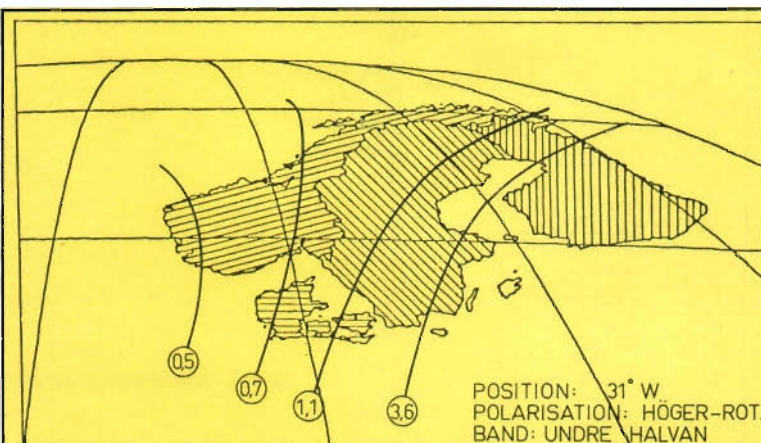 0,5
0,7
1,1
3,6
POSITION: 31° W
POLARISATION: HÖGER-ROT.
BAND: UNDRE HALVAN